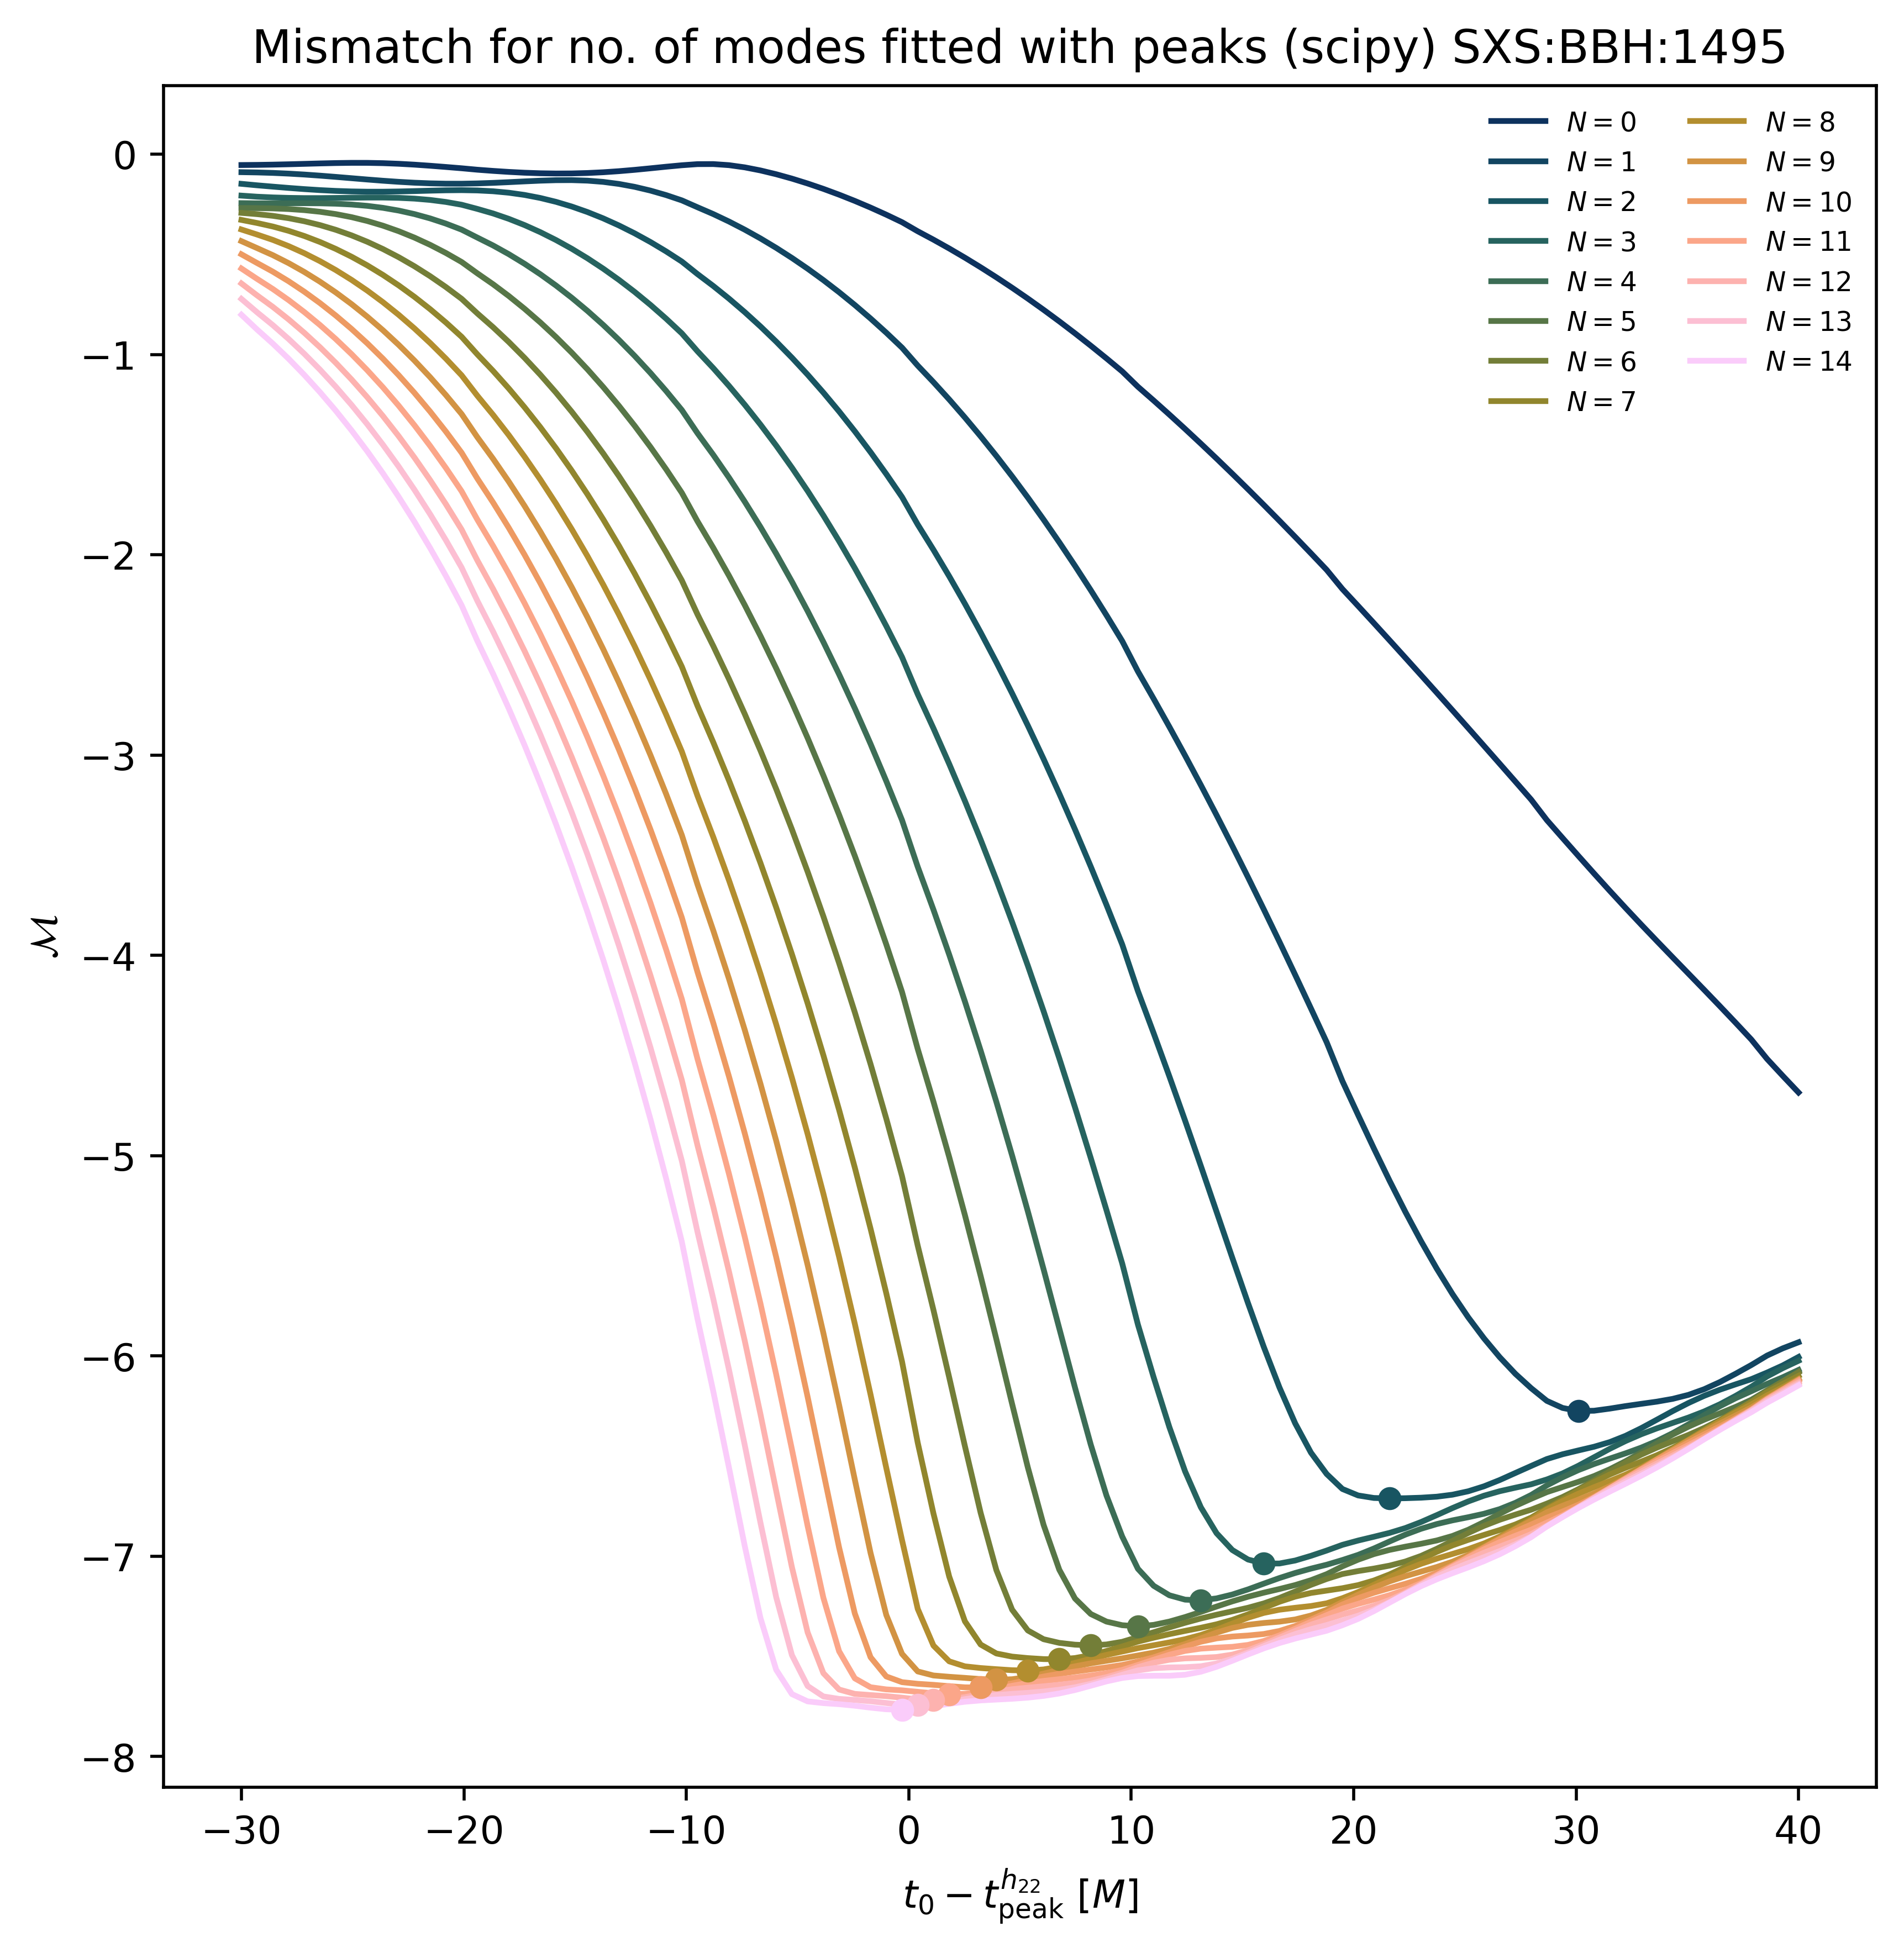 Mismatch for no. of modes fitted with peaks (scipy) SXS:BBH:1495
N = 0
N = 1
N = 2
N = 3
N = 4
N = 5
N = 6
N = 7
N = 8
N = 9
N = 10
N = 11
N = 12
N = 13
N = 14
0
−1
−2
−3
−4
−5
−6
−7
−8
ℳ
−30
−20
−10
0
10
20
30
40
t₀ − t_peak^h₂₂ [M]